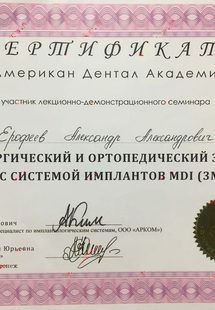 СЕРТИФИКАТ
Американ Дентал Академи
участник лекционно-демонстрационного семинара
Ерофеев Александр Александрович
РГИЧЕСКИЙ И ОРТОПЕДИЧЕСКИЙ Э
С СИСТЕМОЙ ИМПЛАНТОВ MDI (3M
ович
специалист по имплантологическим системам, ООО «АРКОМ»
Юрьевна